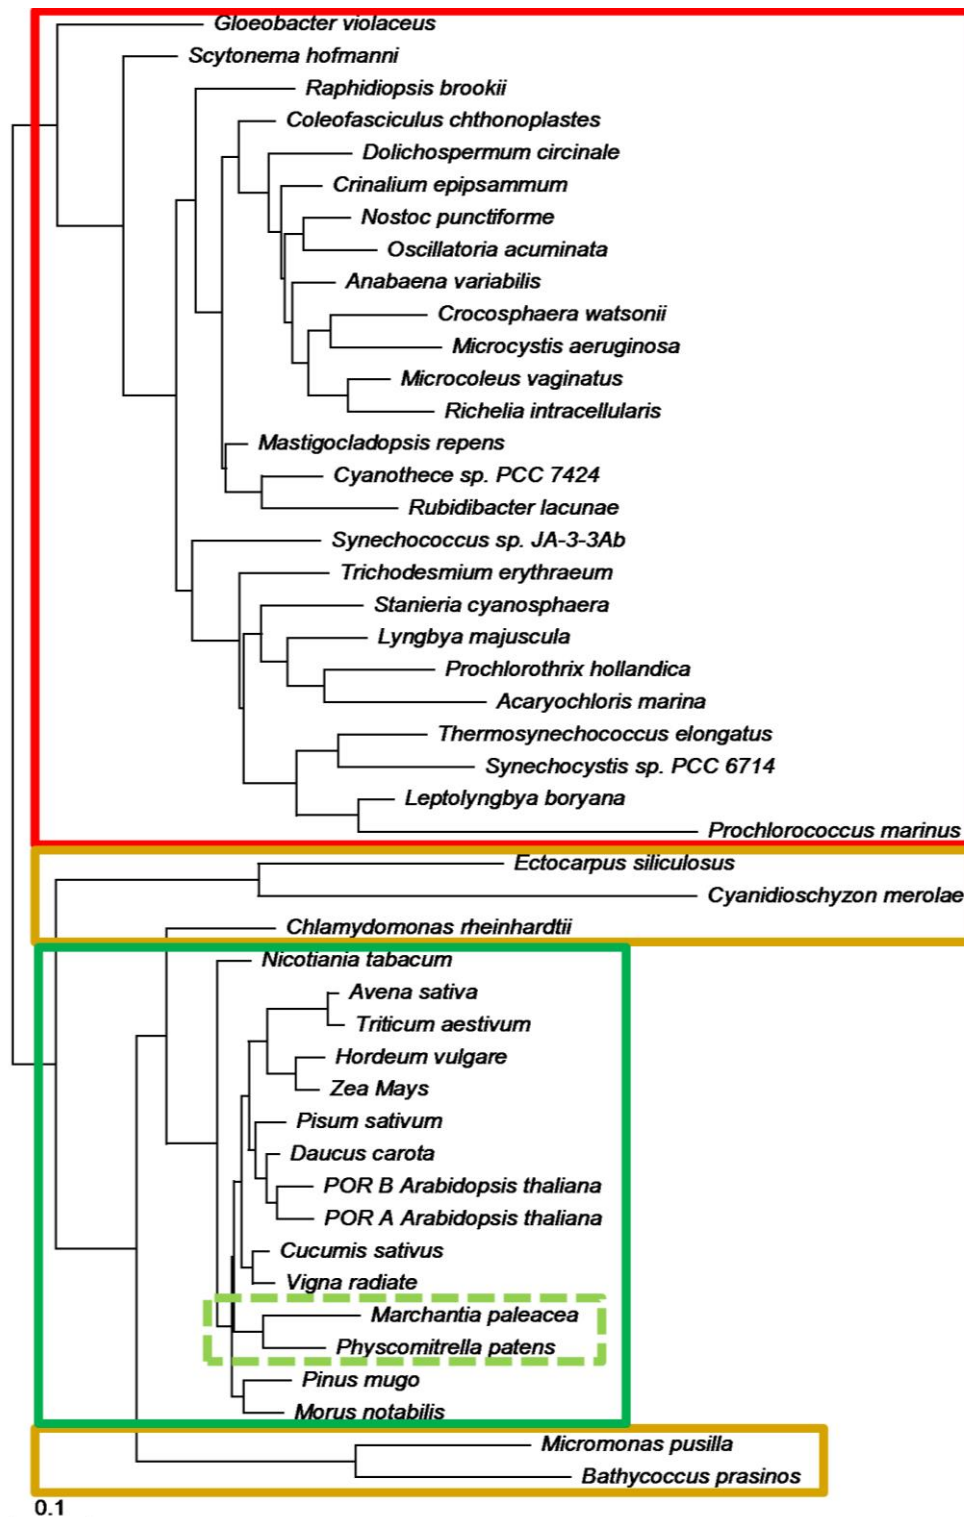 Gloeobacter violaceus
Scytonema hofmanni
Raphidiopsis brookii
Coleofasciculus chthonoplastes
Dolichospermum circinale
Crinalium epipsammum
Nostoc punctiforme
Oscillatoria acuminata
Anabaena variabilis
Crocosphaera watsonii
Microcystis aeruginosa
Microcoleus vaginatus
Richelia intracellularis
Mastigocladopsis repens
Cyanothece sp. PCC 7424
Rubidibacter lacunae
Synechococcus sp. JA-3-3Ab
Trichodesmium erythraeum
Stanieria cyanosphaera
Lyngbya majuscula
Prochlorothrix hollandica
Acaryochloris marina
Thermosynechococcus elongatus
Synechocystis sp. PCC 6714
Leptolyngbya boryana
Prochlorococcus marinus
Ectocarpus siliculosus
Cyanidioschyzon merolae
Chlamydomonas rheinhardtii
Nicotiania tabacum
Avena sativa
Triticum aestivum
Hordeum vulgare
Zea Mays
Pisum sativum
Daucus carota
POR B Arabidopsis thaliana
POR A Arabidopsis thaliana
Cucumis sativus
Vigna radiate
Marchantia paleacea
Physcomitrella patens
Pinus mugo
Morus notabilis
Micromonas pusilla
Bathycoccus prasinos
0.1